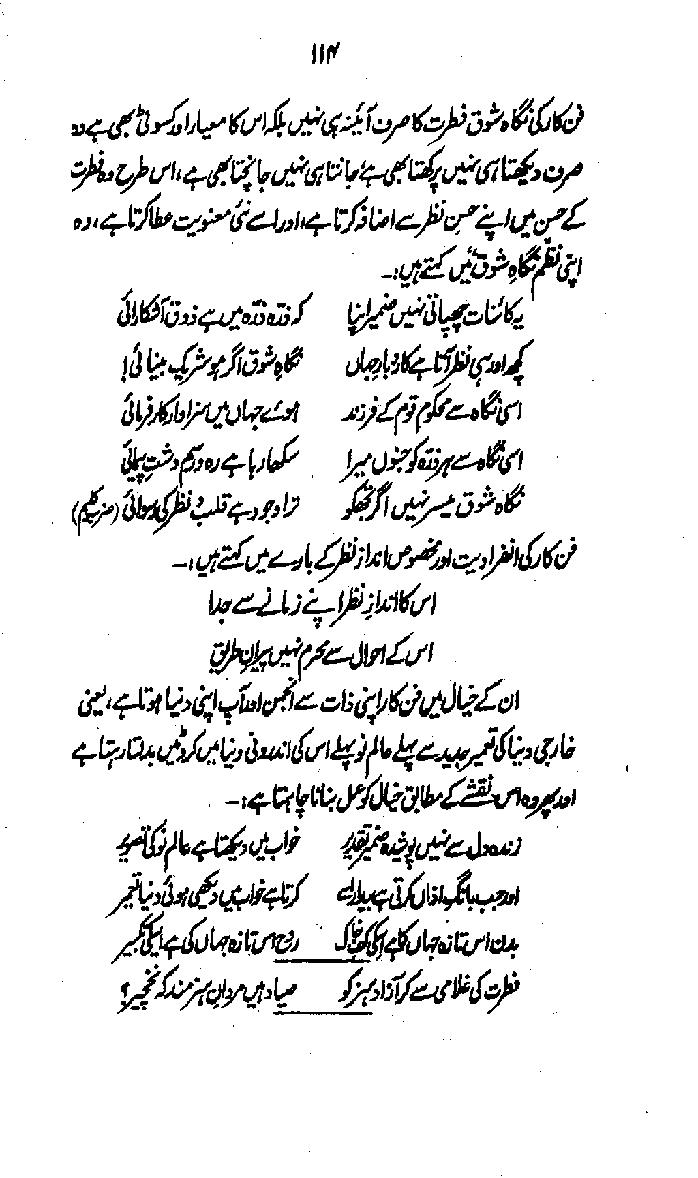 ۱۱۴
فن کار کی نگاہ شوق فطرت کا صرف آئینہ ہی نہیں بلکہ اس کا معیار اور کسوٹی بھی ہے وہ
صرف دیکھتا ہی نہیں پرکھتا بھی ہے، جانتا ہی نہیں جانچتا بھی ہے، اس طرح وہ فطرت
کے حسن میں اپنے حسن نظر سے اضافہ کرتا ہے، اور اسے نئی معنویت عطا کرتا ہے، وہ
اپنی نظم "نگاہِ شوق" میں کہتے ہیں:۔
یہ کائنات چھپاتی نہیں ضمیر اپنا کہ ذرہ ذرہ میں ہے ذوق آشکارائی
کچھ اور ہی نظر آتا ہے کاروبار جہاں نگاہِ شوق اگر ہو شریک بینائی!
اسی نگاہ سے محکوم قوم کے فرزند ہوئے جہاں میں سزاوار کار فرمائی
اسی نگاہ سے ہر ذرہ کو جنوں میرا سکھا رہا ہے رہ و رسم دشت پیمائی
نگاہ شوق میسر نہیں اگر تجھکو ترا وجود ہے قلب و نظر کی رسوائی (ضرب کلیم)
فن کار کی انفرادیت اور مخصوص انداز نظر کے بارے میں کہتے ہیں:۔
اس کا اندازِ نظر اپنے زمانے سے جدا
اس کے احوال سے محرم نہیں پیرانِ طریق
ان کے خیال میں فن کار اپنی ذات سے انجمن اور آپ اپنی دنیا ہوتا ہے، یعنی
خارجی دنیا کی تعمیر جدید سے پہلے عالم نو پہلے اس کی اندرونی دنیا میں کروٹیں بدلتا رہتا ہے
اور پھر وہ اس نقشے کے مطابق خیال کو عمل بنانا چاہتا ہے:۔
زندہ دل سے نہیں پوشیدہ ضمیر تقدیر خواب میں دیکھتا ہے عالم نو کی تصویر
اور جب بانگ اذاں کرتی ہے بیدار اسے کرتا ہے خواب میں دیکھی ہوئی دنیا تعمیر
بدن اس تازہ جہاں کا ہے اسکی کف خاک روح اس تازہ جہاں کی ہے اسکی تکبیر
فطرت کی غلامی سے کر آزاد ہنر کو صیاد ہیں مردان ہنر مند کہ نخچیر؟